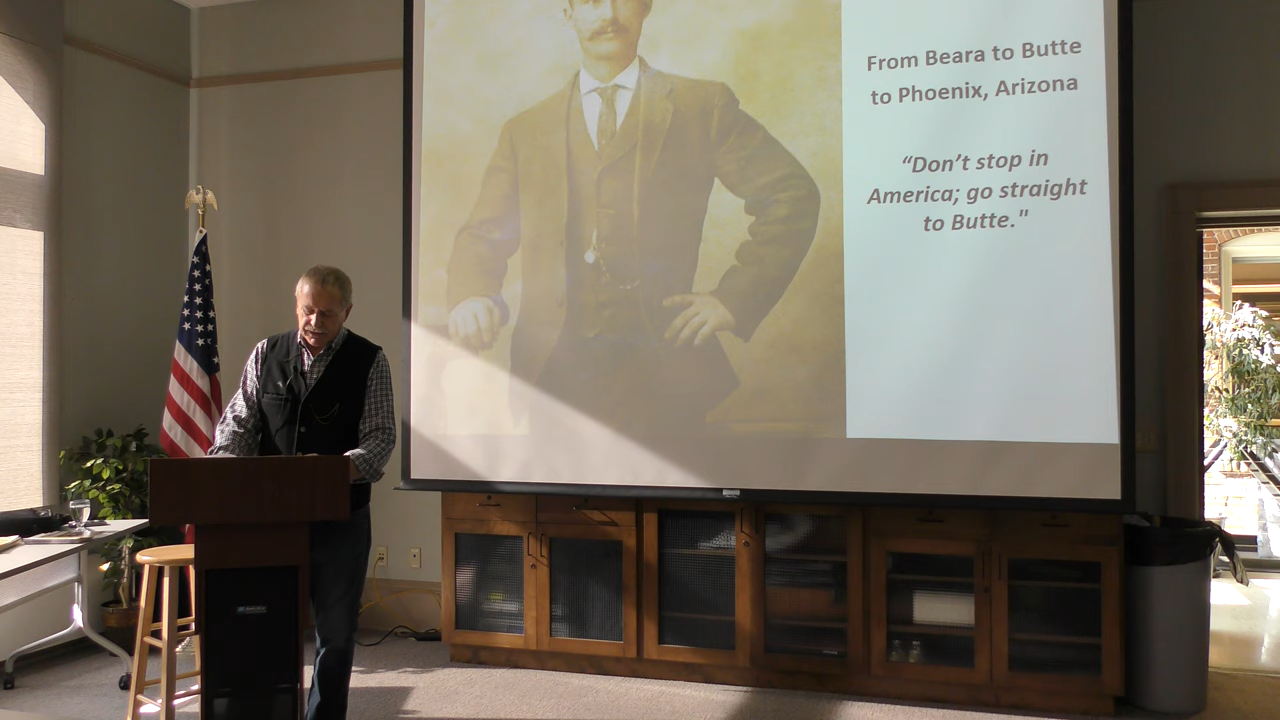 From Beara to Butte
to Phoenix, Arizona
“Don’t stop in
America; go straight
to Butte."